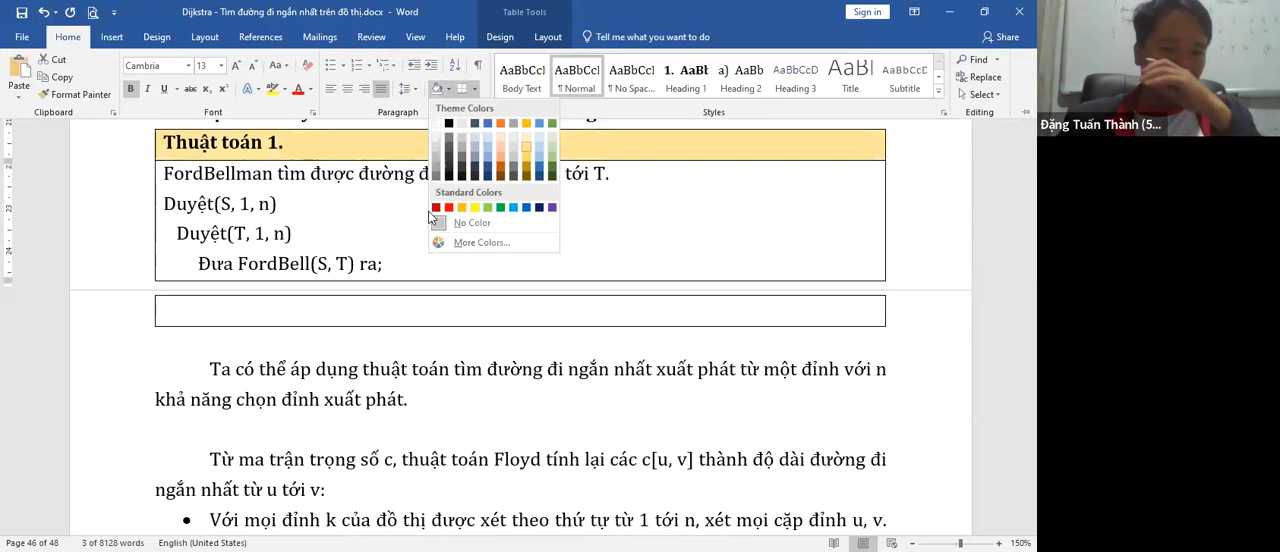 Dijkstra - Tìm đường đi ngắn nhất trên đồ thị.docx - Word
Table Tools
Sign in
File Home Insert Design Layout References Mailings Review View Help Design Layout Tell me what you want to do Share
Paste
Cut
Copy
Format Painter
Clipboard
Cambria 13
Font
Paragraph
AaBbCcI Body Text
AaBbCcI ¶ Normal
AaBbCcI ¶ No Spac...
1. AaBb Heading 1
a) AaBb Heading 2
AaBbCcD Heading 3
AaBl Title
AaBbCcD Subtitle
Styles
Find
Replace
Select
Editing
Theme Colors
Standard Colors
No Color
More Colors...
Thuật toán 1.
FordBellman tìm được đường đ
tới T.
Duyệt(S, 1, n)
Duyệt(T, 1, n)
Đưa FordBell(S, T) ra;
Ta có thể áp dụng thuật toán tìm đường đi ngắn nhất xuất phát từ một đỉnh với n
khả năng chọn đỉnh xuất phát.
Từ ma trận trọng số c, thuật toán Floyd tính lại các c[u, v] thành độ dài đường đi
ngắn nhất từ u tới v:
• Với mọi đỉnh k của đồ thị được xét theo thứ tự từ 1 tới n, xét mọi cặp đỉnh u, v.
Page 46 of 48 3 of 8128 words English (United States) 150%
Đặng Tuấn Thành (5...